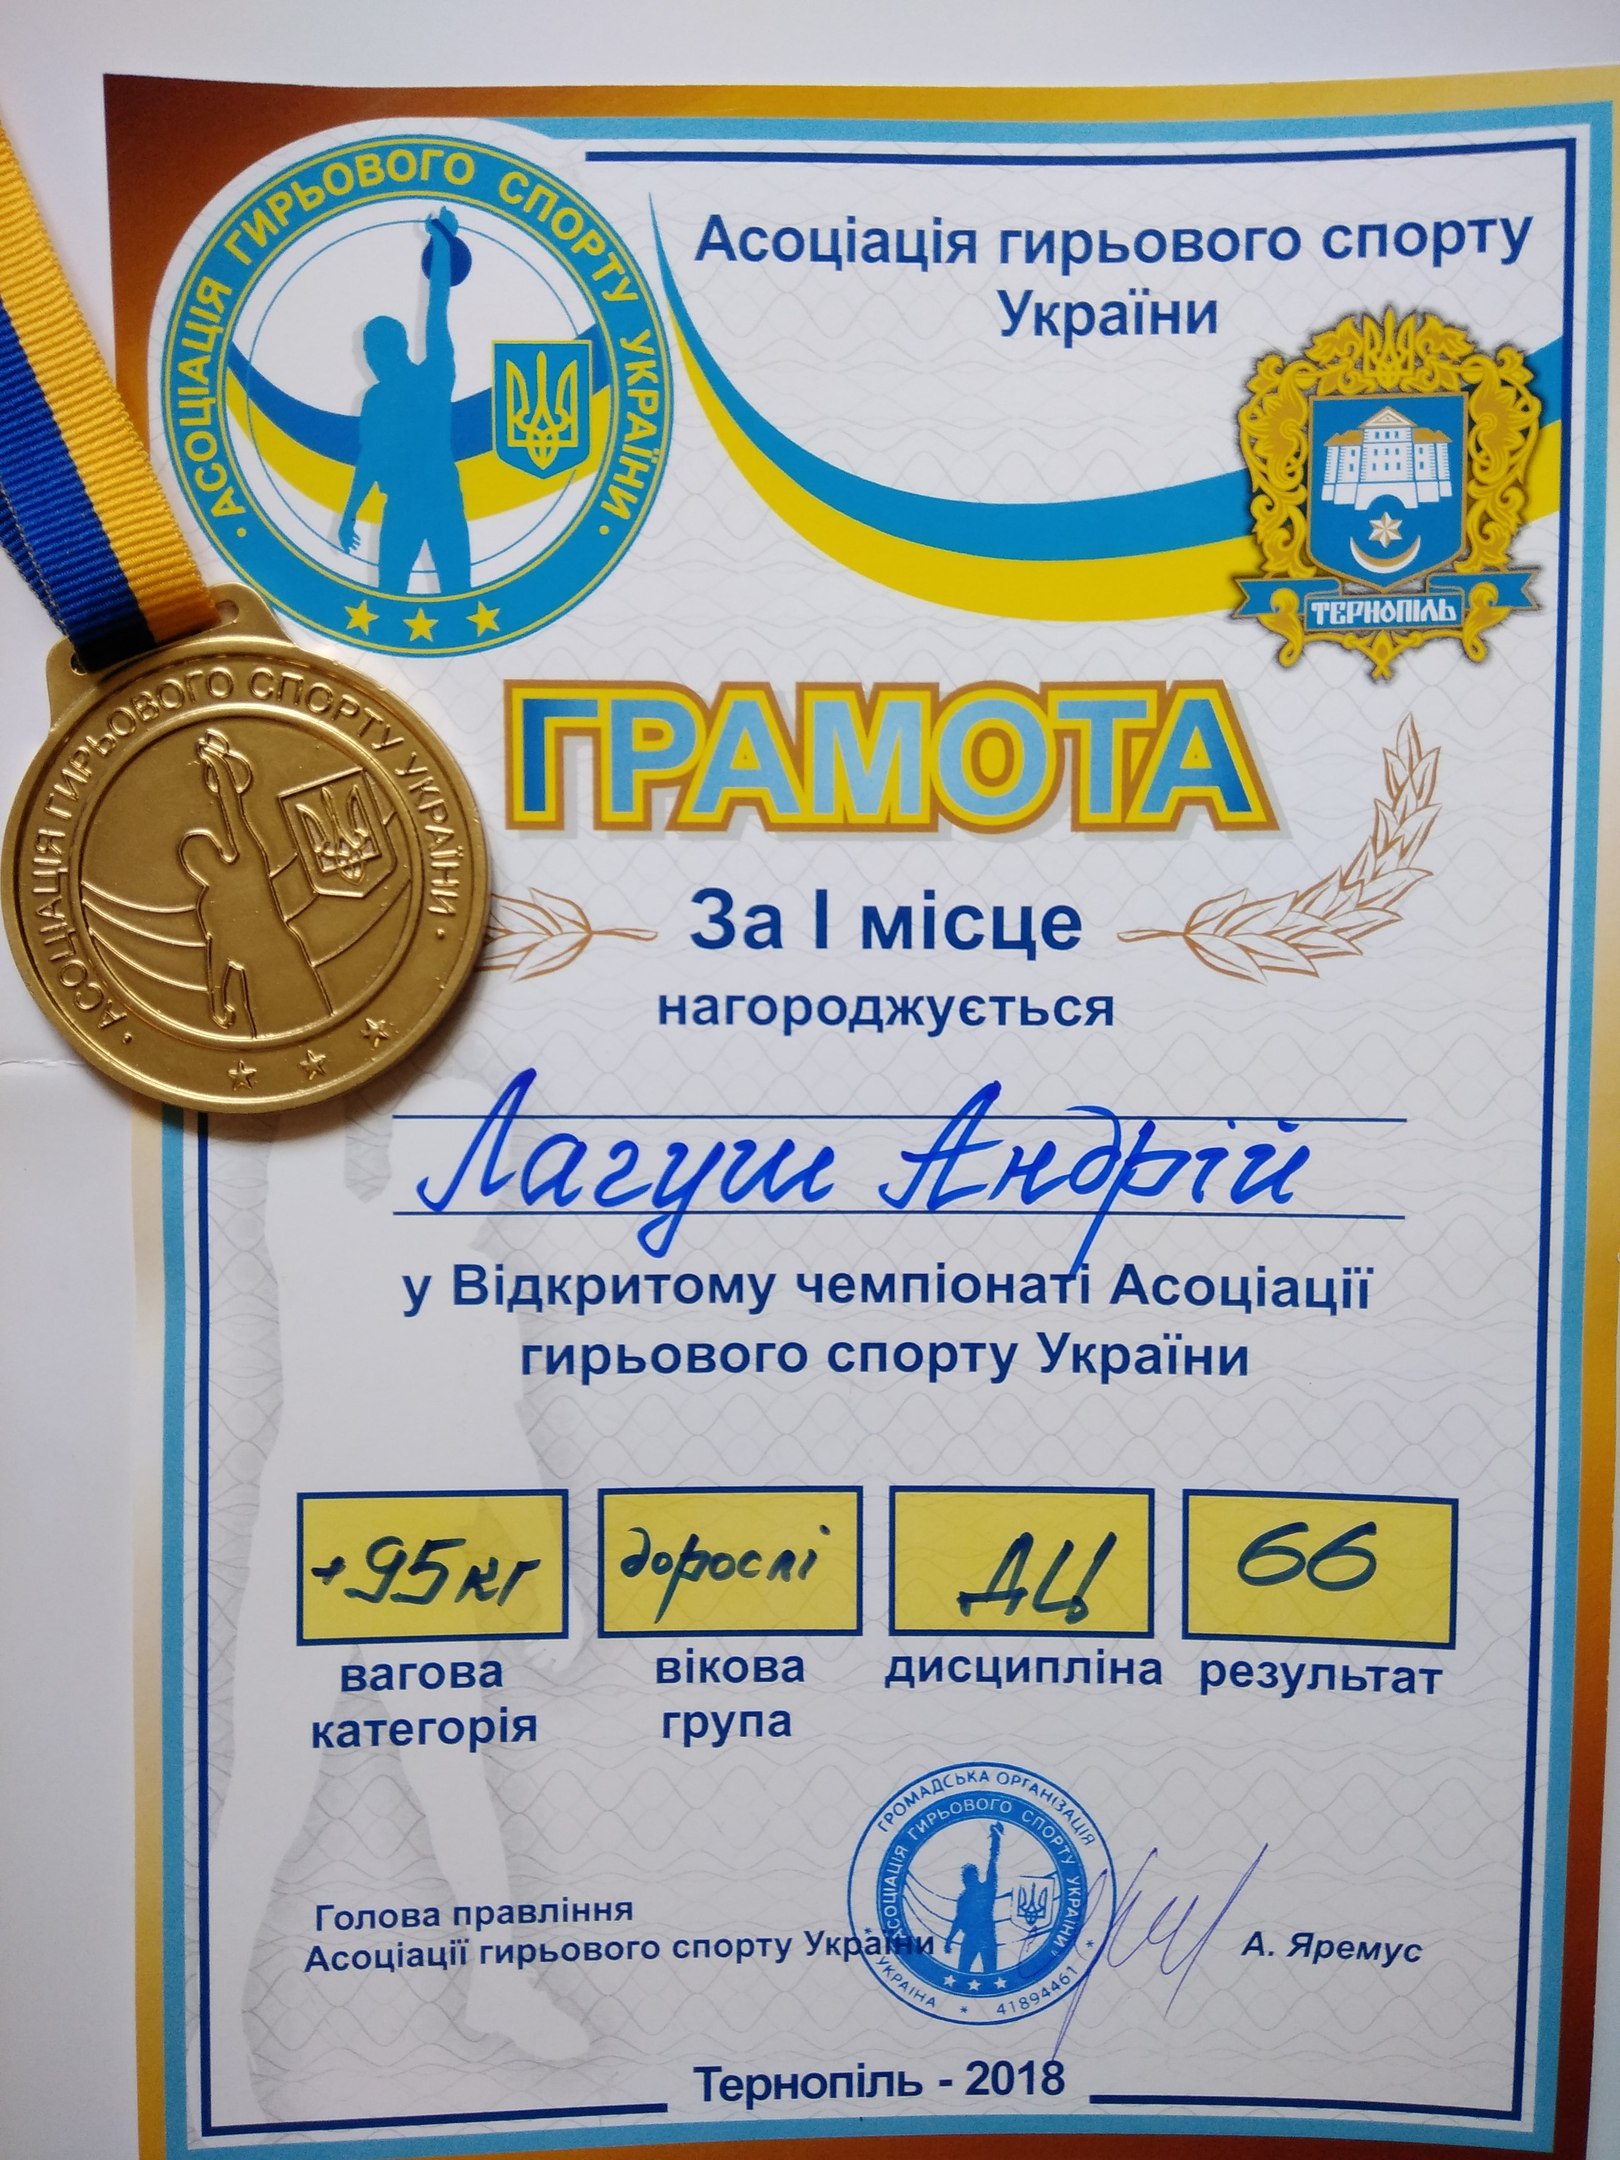 · АСОЦІАЦІЯ ГИРЬОВОГО СПОРТУ УКРАЇНИ ·
Асоціація гирьового спорту
України
ТЕРНОПІЛЬ
· АСОЦІАЦІЯ ГИРЬОВОГО СПОРТУ УКРАЇНИ ·
ГРАМОТА
За І місце
нагороджується
Лагуш Андрій
у Відкритому чемпіонаті Асоціації
гирьового спорту України
+95кг дорослі ДЦ 66
вагова категорія
вікова група
дисципліна
результат
ГРОМАДСЬКА ОРГАНІЗАЦІЯ
АСОЦІАЦІЯ ГИРЬОВОГО СПОРТУ УКРАЇНИ
* УКРАЇНА * 41894461 *
Голова правління
Асоціації гирьового спорту України
А. Яремус
Тернопіль - 2018